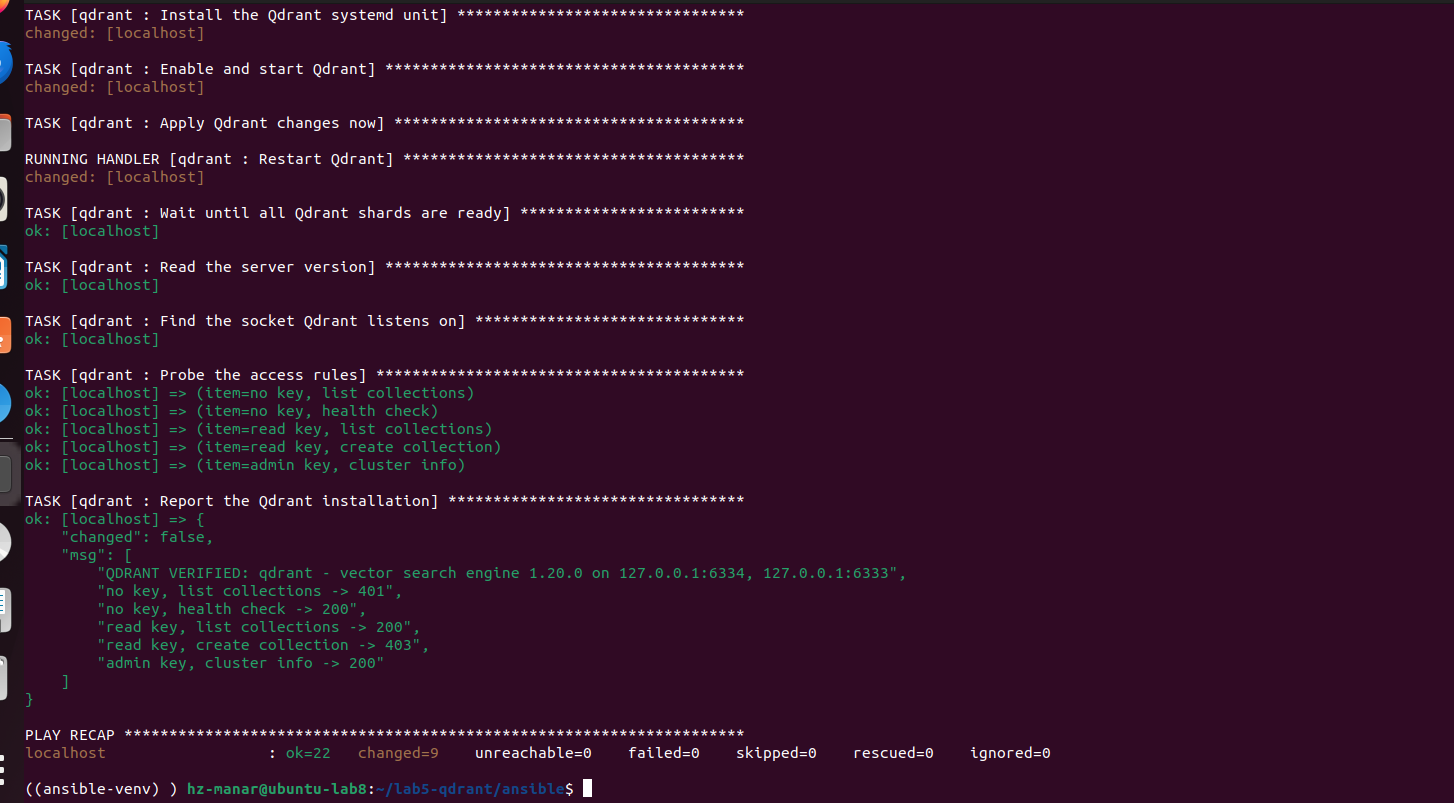 TASK [qdrant : Install the Qdrant systemd unit] ********************************
changed: [localhost]
TASK [qdrant : Enable and start Qdrant] ****************************************
changed: [localhost]
TASK [qdrant : Apply Qdrant changes now] ***************************************
RUNNING HANDLER [qdrant : Restart Qdrant] **************************************
changed: [localhost]
TASK [qdrant : Wait until all Qdrant shards are ready] *************************
ok: [localhost]
TASK [qdrant : Read the server version] ****************************************
ok: [localhost]
TASK [qdrant : Find the socket Qdrant listens on] ******************************
ok: [localhost]
TASK [qdrant : Probe the access rules] *****************************************
ok: [localhost] => (item=no key, list collections)
ok: [localhost] => (item=no key, health check)
ok: [localhost] => (item=read key, list collections)
ok: [localhost] => (item=read key, create collection)
ok: [localhost] => (item=admin key, cluster info)
TASK [qdrant : Report the Qdrant installation] *********************************
ok: [localhost] => {
    "changed": false,
    "msg": [
        "QDRANT VERIFIED: qdrant - vector search engine 1.20.0 on 127.0.0.1:6334, 127.0.0.1:6333",
        "no key, list collections -> 401",
        "no key, health check -> 200",
        "read key, list collections -> 200",
        "read key, create collection -> 403",
        "admin key, cluster info -> 200"
    ]
}
PLAY RECAP *********************************************************************
localhost                  : ok=22   changed=9    unreachable=0    failed=0    skipped=0    rescued=0    ignored=0
((ansible-venv) ) hz-manar@ubuntu-lab8:~/lab5-qdrant/ansible$